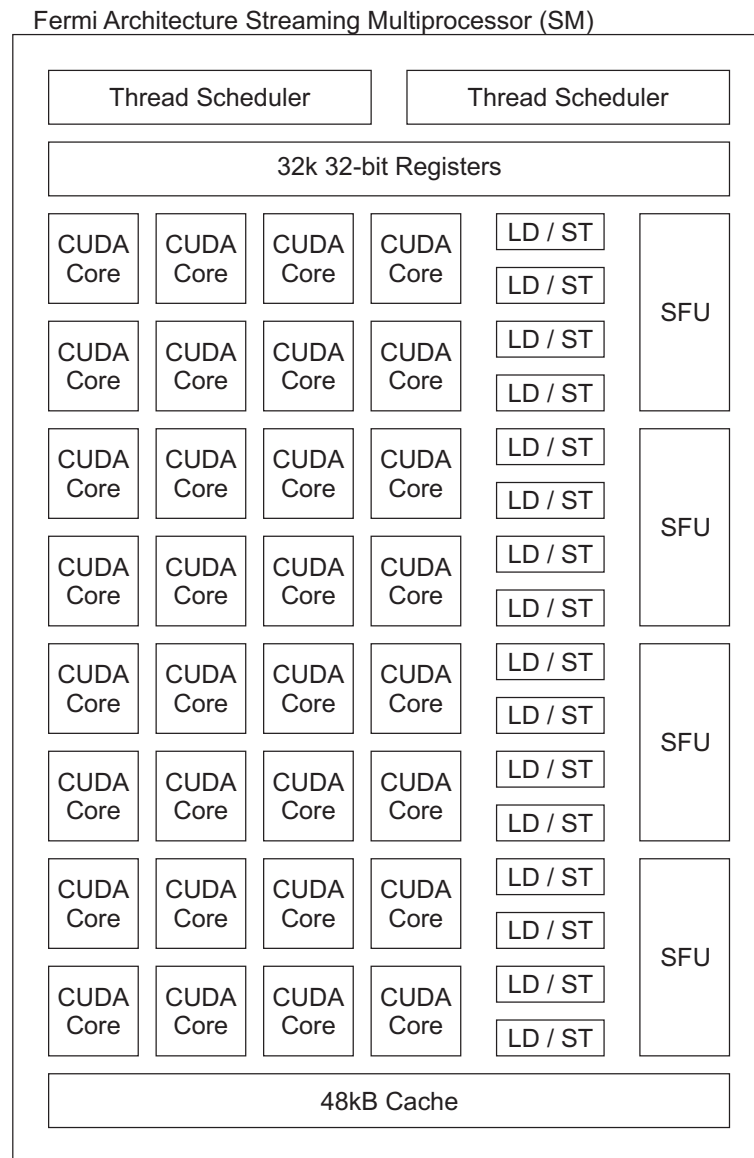 Fermi Architecture Streaming Multiprocessor (SM)
Thread Scheduler
Thread Scheduler
32k 32-bit Registers
CUDA
Core
CUDA
Core
CUDA
Core
CUDA
Core
LD / ST
LD / ST
SFU
CUDA
Core
CUDA
Core
CUDA
Core
CUDA
Core
LD / ST
LD / ST
CUDA
Core
CUDA
Core
CUDA
Core
CUDA
Core
LD / ST
LD / ST
SFU
CUDA
Core
CUDA
Core
CUDA
Core
CUDA
Core
LD / ST
LD / ST
CUDA
Core
CUDA
Core
CUDA
Core
CUDA
Core
LD / ST
LD / ST
SFU
CUDA
Core
CUDA
Core
CUDA
Core
CUDA
Core
LD / ST
LD / ST
CUDA
Core
CUDA
Core
CUDA
Core
CUDA
Core
LD / ST
LD / ST
SFU
CUDA
Core
CUDA
Core
CUDA
Core
CUDA
Core
LD / ST
LD / ST
48kB Cache